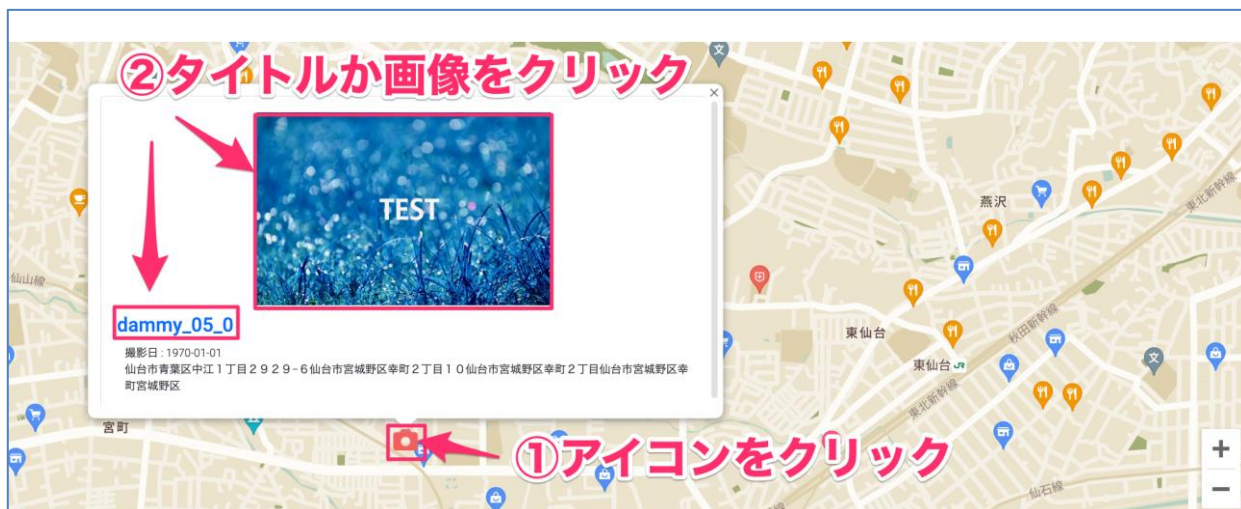 ②タイトルか画像をクリック
文
TEST
dammy_05_0
撮影日 : 1970-01-01
仙台市青葉区中江1丁目２９２９−６仙台市宮城野区幸町２丁目１０仙台市宮城野区幸町２丁目仙台市宮城野区幸
町宮城野区
①アイコンをクリック
燕沢
東北新幹線
仙山線
東仙台
秋田新幹線
東仙台 JR
文
東北新幹線
宮町
仙石線